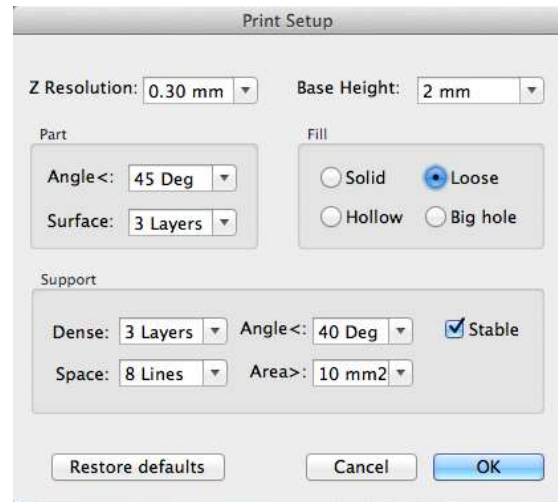 Print Setup
Z Resolution: 0.30 mm Base Height: 2 mm
Part Fill
Angle<: 45 Deg Solid Loose
Surface: 3 Layers Hollow Big hole
Support
Dense: 3 Layers Angle<: 40 Deg Stable
Space: 8 Lines Area>: 10 mm2
Restore defaults Cancel OK